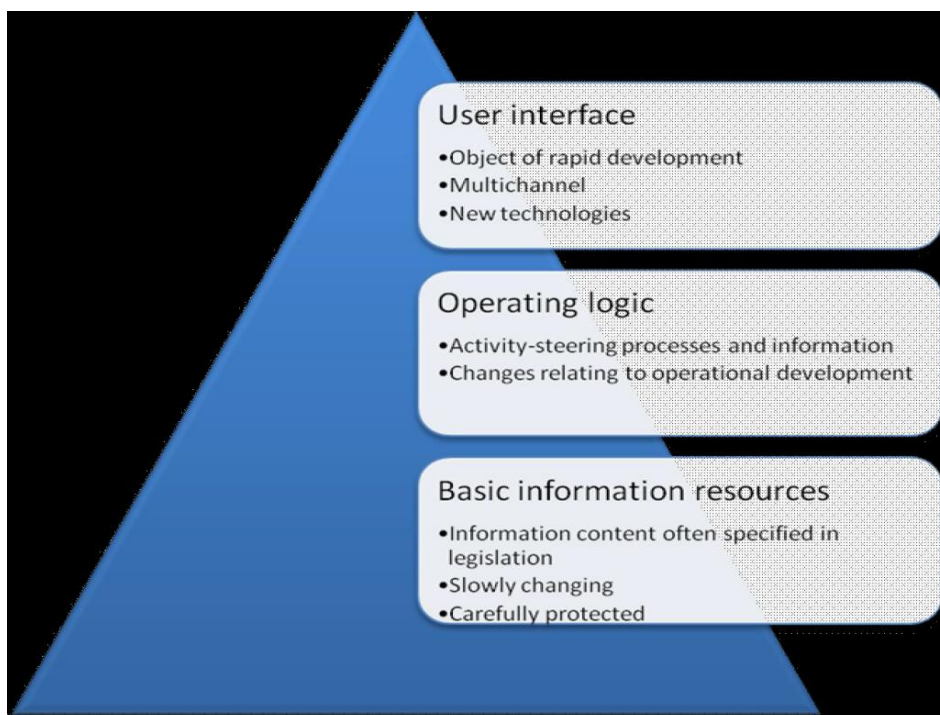 User interface
•Object of rapid development
•Multichannel
•New technologies
Operating logic
•Activity-steering processes and information
•Changes relating to operational development
Basic information resources
•Information content often specified in
legislation
•Slowly changing
•Carefully protected